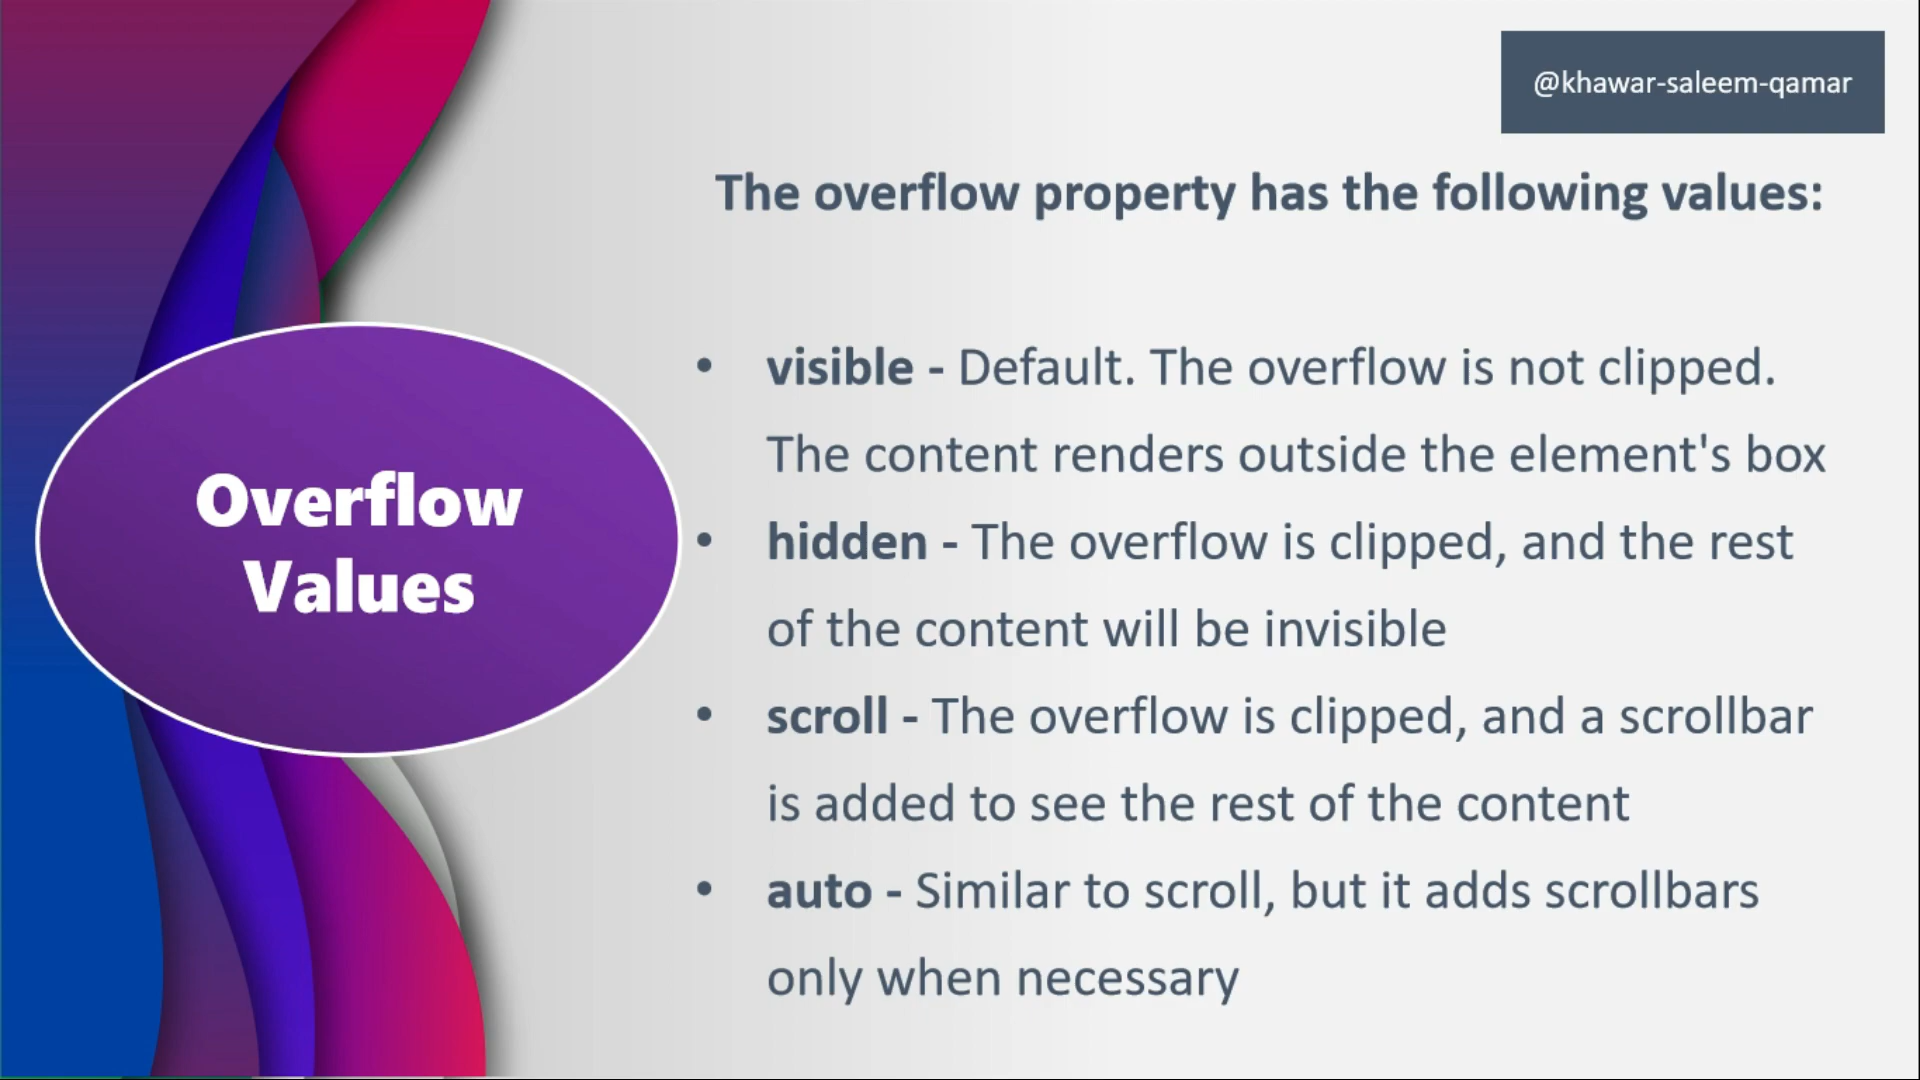 @khawar-saleem-qamar
The overflow property has the following values:
Overflow
Values
• visible - Default. The overflow is not clipped.
The content renders outside the element's box
• hidden - The overflow is clipped, and the rest
of the content will be invisible
• scroll - The overflow is clipped, and a scrollbar
is added to see the rest of the content
• auto - Similar to scroll, but it adds scrollbars
only when necessary